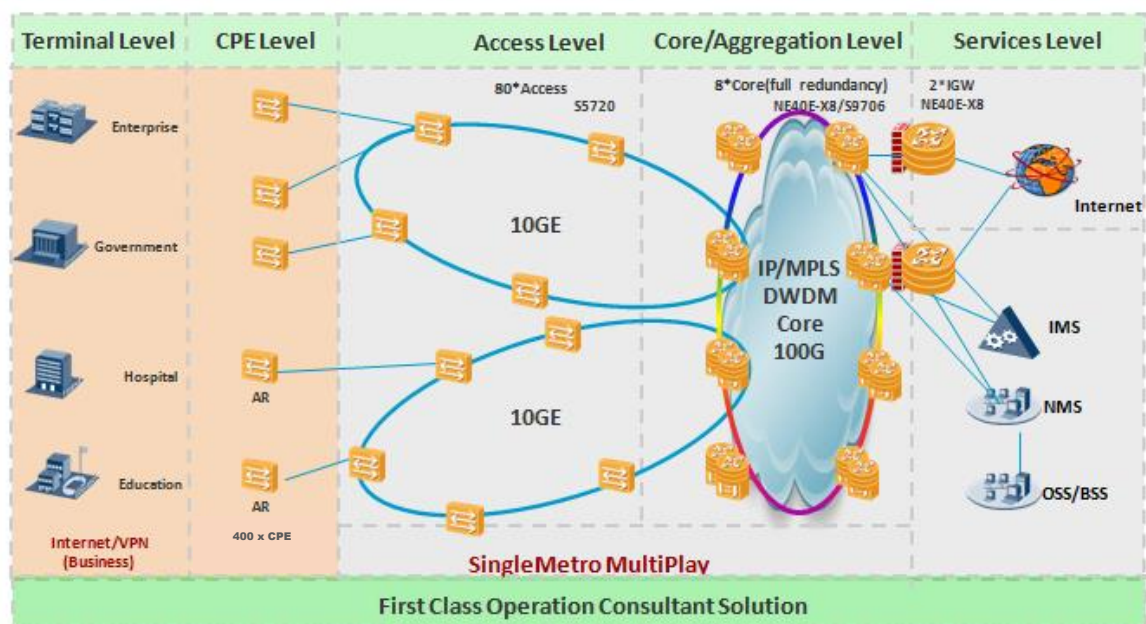 Terminal Level
CPE Level
Access Level
Core/Aggregation Level
Services Level
80*Access
S5720
8*Core(full redundancy)
NE40E-X8/S9706
2*IGW
NE40E-X8
Enterprise
Government
Hospital
Education
AR
AR
400 x CPE
10GE
10GE
IP/MPLS
DWDM
Core
100G
Internet
IMS
NMS
OSS/BSS
Internet/VPN
(Business)
SingleMetro MultiPlay
First Class Operation Consultant Solution